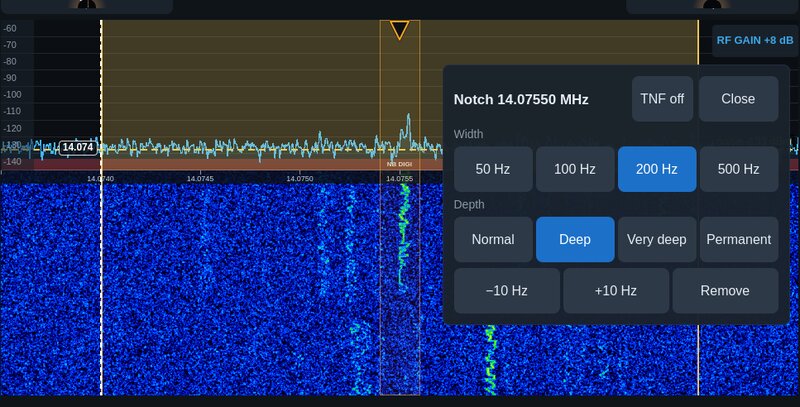 -60
-70
-80
-90
-100
-110
-120
-130
-140
RF GAIN +8 dB
14.074
NB DIGI
14.0740
14.0745
14.0750
14.0755
Notch 14.07550 MHz
TNF off
Close
Width
50 Hz
100 Hz
200 Hz
500 Hz
Depth
Normal
Deep
Very deep
Permanent
−10 Hz
+10 Hz
Remove